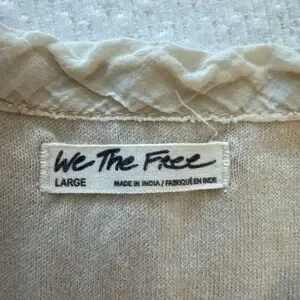 We The Free
LARGE MADE IN INDIA / FABRIQUÉ EN INDE